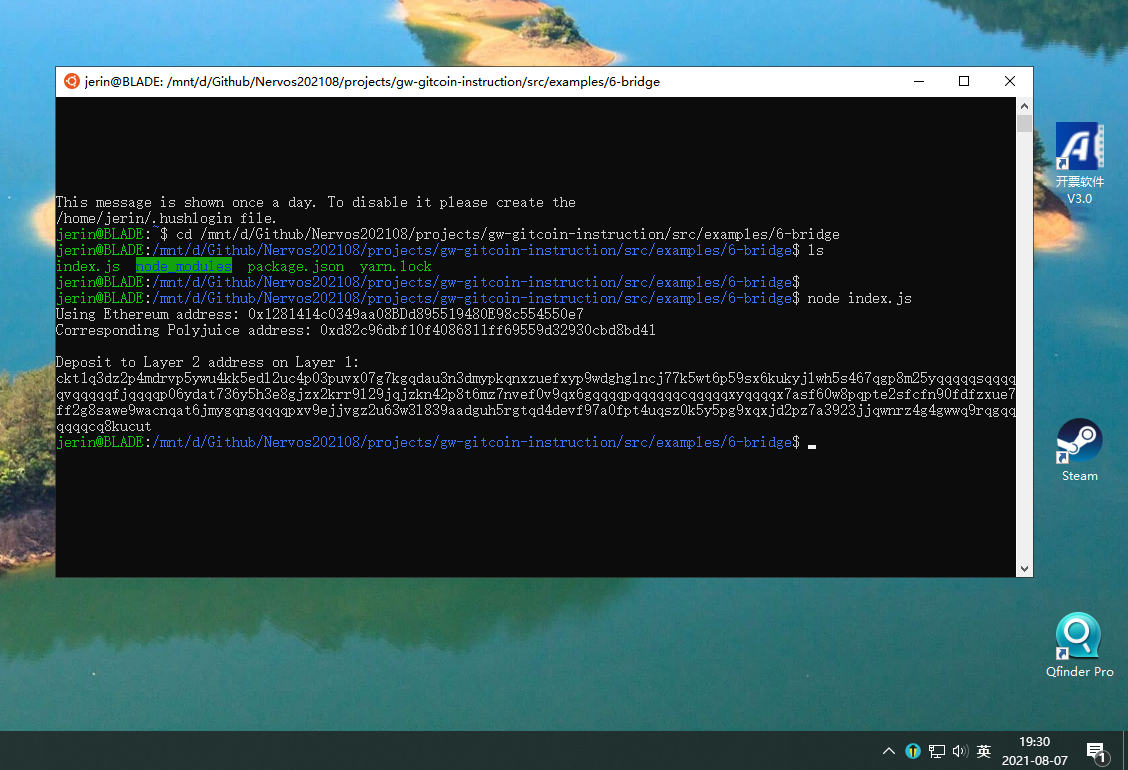 jerin@BLADE: /mnt/d/Github/Nervos202108/projects/gw-gitcoin-instruction/src/examples/6-bridge
This message is shown once a day. To disable it please create the
/home/jerin/.hushlogin file.
jerin@BLADE:~$ cd /mnt/d/Github/Nervos202108/projects/gw-gitcoin-instruction/src/examples/6-bridge
jerin@BLADE:/mnt/d/Github/Nervos202108/projects/gw-gitcoin-instruction/src/examples/6-bridge$ ls
index.js node_modules package.json yarn.lock
jerin@BLADE:/mnt/d/Github/Nervos202108/projects/gw-gitcoin-instruction/src/examples/6-bridge$
jerin@BLADE:/mnt/d/Github/Nervos202108/projects/gw-gitcoin-instruction/src/examples/6-bridge$ node index.js
Using Ethereum address: 0x1281414c0349aa08BDd895519480E98c554550e7
Corresponding Polyjuice address: 0xd82c96dbf10f4086811ff69559d32930cbd8bd41
Deposit to Layer 2 address on Layer 1:
ckt1q3dz2p4mdrvp5ywu4kk5edl2uc4p03puvx07g7kgqdau3n3dmypkqnxzuefxyp9wdghglncj77k5wt6p59sx6kukyjlwh5s467qgp8m25yqqqqqsqqqq
qvqqqqqfjqqqqp06ydat736y5h3e8gjzx2krr9129jqjzkn42p8t6mz7nvef0v9qx6gqqqqpqqqqqqcqqqqqxyqqqqx7asf60w8pqpte2sfcfn90fdfzxue7
ff2g8sawe9wacnqat6jmygqngqqqqpxv9ejjvgz2u63w31839aadguh5rgtqd4devf97a0fpt4uqsz0k5y5pg9xqxjd2pz7a3923jjqwnrz4g4gwwq9rqgqq
qqqqcq8kucut
jerin@BLADE:/mnt/d/Github/Nervos202108/projects/gw-gitcoin-instruction/src/examples/6-bridge$
开票软件
V3.0
Steam
Qfinder Pro
英
19:30
2021-08-07
1